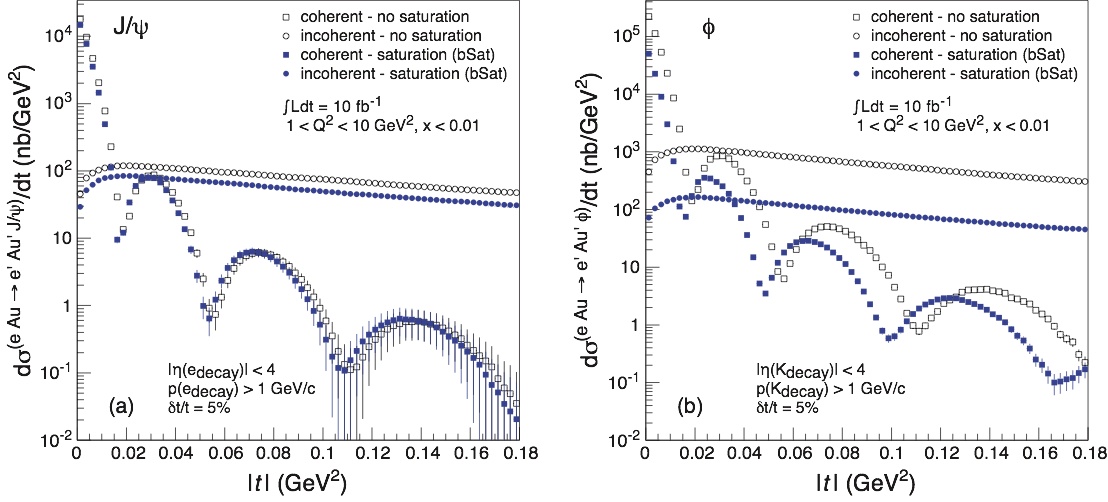 J/ψ
□ coherent - no saturation
○ incoherent - no saturation
■ coherent - saturation (bSat)
● incoherent - saturation (bSat)
∫Ldt = 10 fb⁻¹
1 < Q² < 10 GeV², x < 0.01
dσ(e Au → e' Au' J/ψ)/dt (nb/GeV²)
10⁴
10³
10²
10
1
10⁻¹
10⁻²
|η(e_decay)| < 4
p(e_decay) > 1 GeV/c
δt/t = 5%
(a)
0 0.02 0.04 0.06 0.08 0.10 0.12 0.14 0.16 0.18
|t| (GeV²)
ϕ
□ coherent - no saturation
○ incoherent - no saturation
■ coherent - saturation (bSat)
● incoherent - saturation (bSat)
∫Ldt = 10 fb⁻¹
1 < Q² < 10 GeV², x < 0.01
dσ(e Au → e' Au' ϕ)/dt (nb/GeV²)
10⁵
10⁴
10³
10²
10
1
10⁻¹
10⁻²
|η(K_decay)| < 4
p(K_decay) > 1 GeV/c
δt/t = 5%
(b)
0 0.02 0.04 0.06 0.08 0.10 0.12 0.14 0.16 0.18
|t| (GeV²)